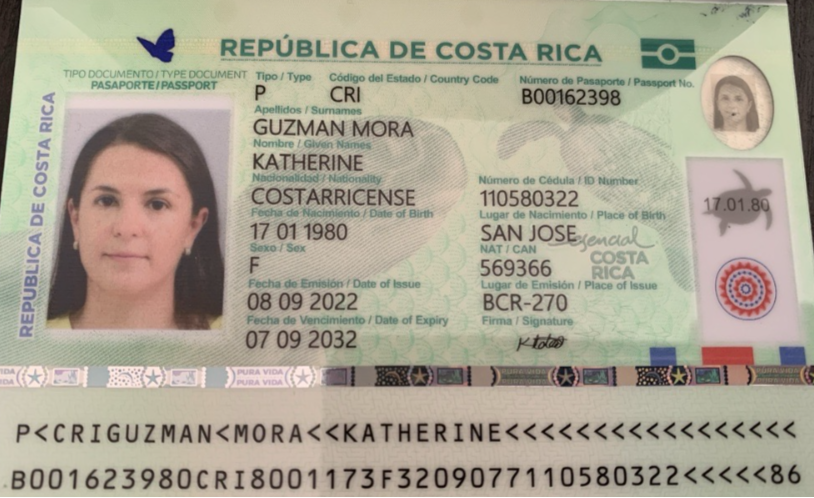 REPÚBLICA DE COSTA RICA
TIPO DOCUMENTO/TYPE DOCUMENT
PASAPORTE/PASSPORT
Tipo / Type Código del Estado / Country Code Número de Pasaporte / Passport No.
P CRI B00162398
Apellidos / Surnames
GUZMAN MORA
Nombre / Given Names
KATHERINE
Nacionalidad / Nationality Número de Cédula / ID Number
COSTARRICENSE 110580322
Fecha de Nacimiento / Date of Birth Lugar de Nacimiento / Place of Birth
17 01 1980 SAN JOSE
Sexo / Sex NAT / CAN
F 569366
Fecha de Emisión / Date of Issue Lugar de Emisión / Place of Issue
08 09 2022 BCR-270
Fecha de Vencimiento / Date of Expiry Firma / Signature
07 09 2032
REPÚBLICA DE COSTA RICA
17.01.80
esencial
COSTA
RICA
PURA VIDA
PURA VIDA
P<CRIGUZMAN<MORA<<KATHERINE<<<<<<<<<<<<<<<<<
B001623980CRI8001173F3209077110580322<<<<<86